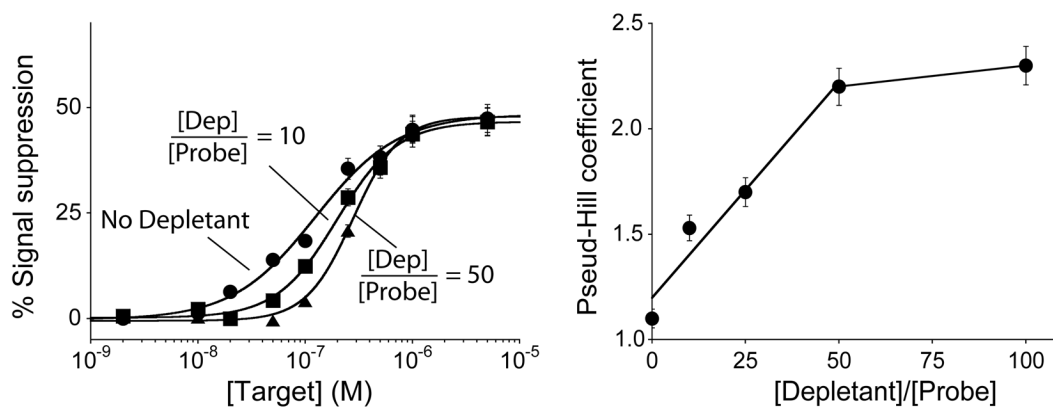 % Signal suppression
50
25
0
[Dep]
[Probe] = 10
No Depletant
[Dep]
[Probe] = 50
10-9 10-8 10-7 10-6 10-5
[Target] (M)
Pseud-Hill coefficient
2.5
2.0
1.5
1.0
0 25 50 75 100
[Depletant]/[Probe]